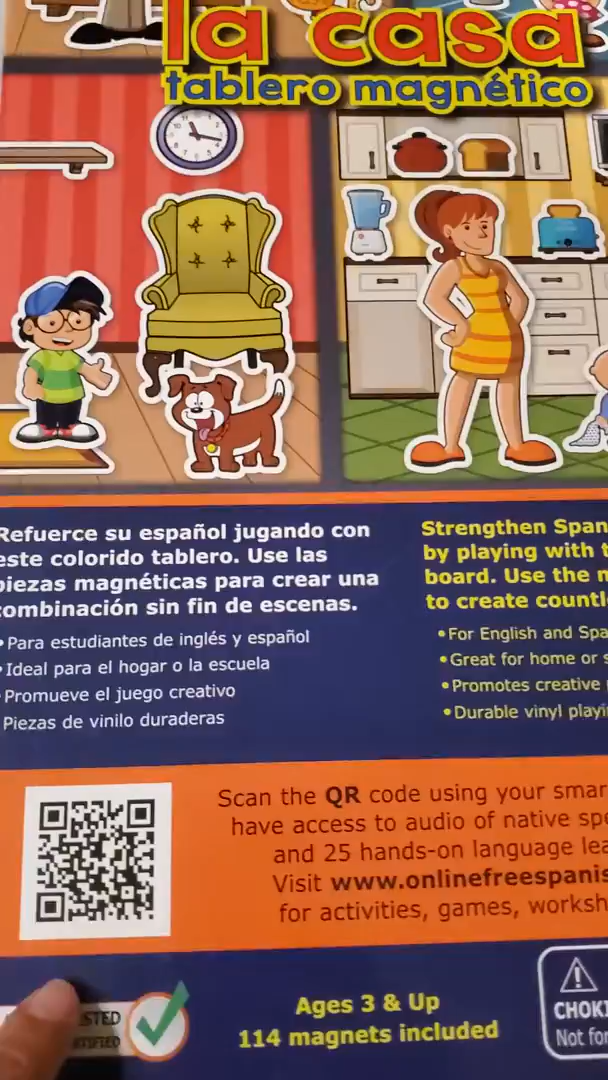 la casa
tablero magnético
Refuerce su español jugando con
este colorido tablero. Use las
piezas magnéticas para crear una
combinación sin fin de escenas.
•Para estudiantes de inglés y español
•Ideal para el hogar o la escuela
•Promueve el juego creativo
Piezas de vinilo duraderas
Strengthen Span
by playing with t
board. Use the m
to create countl
•For English and Spa
•Great for home or s
•Promotes creative
•Durable vinyl playi
Scan the QR code using your smar
have access to audio of native spe
and 25 hands-on language lea
Visit www.onlinefreespanis
for activities, games, worksh
STED
TIFIED
Ages 3 & Up
114 magnets included
CHOKI
Not for